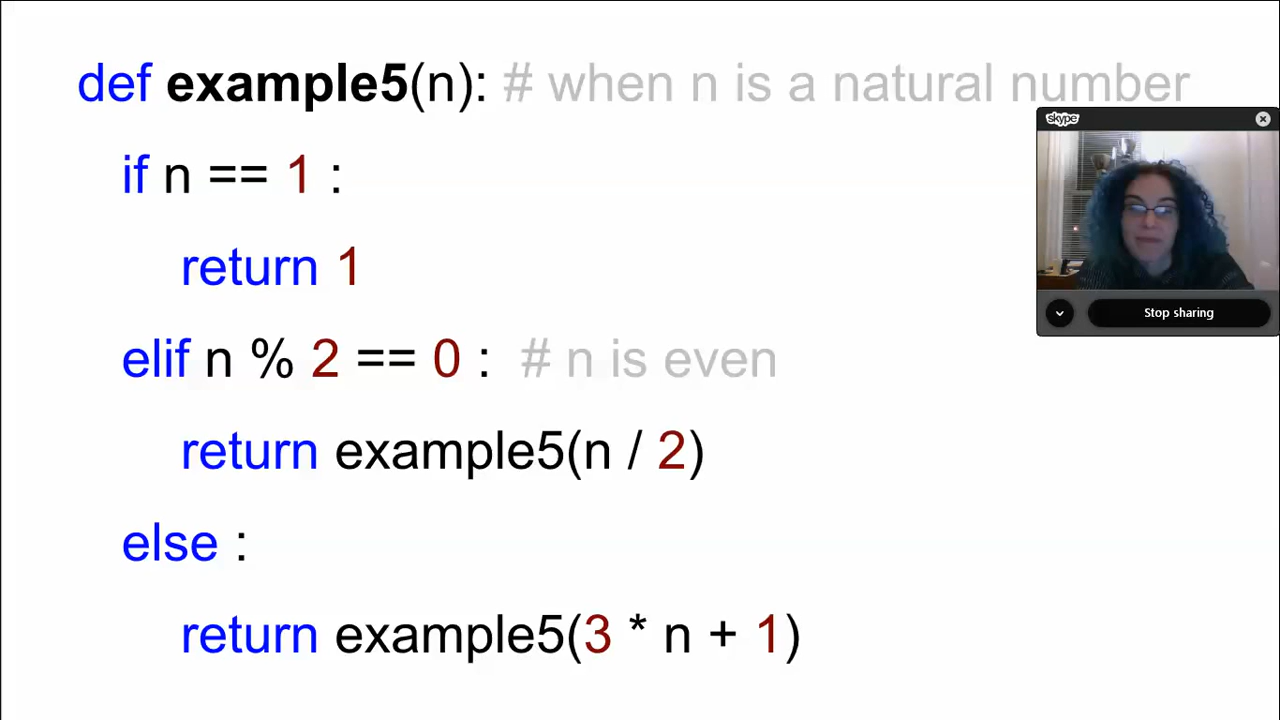 def example5(n): # when n is a natural number
skype
if n == 1 :
return 1
Stop sharing
elif n % 2 == 0 : # n is even
return example5(n / 2)
else :
return example5(3 * n + 1)